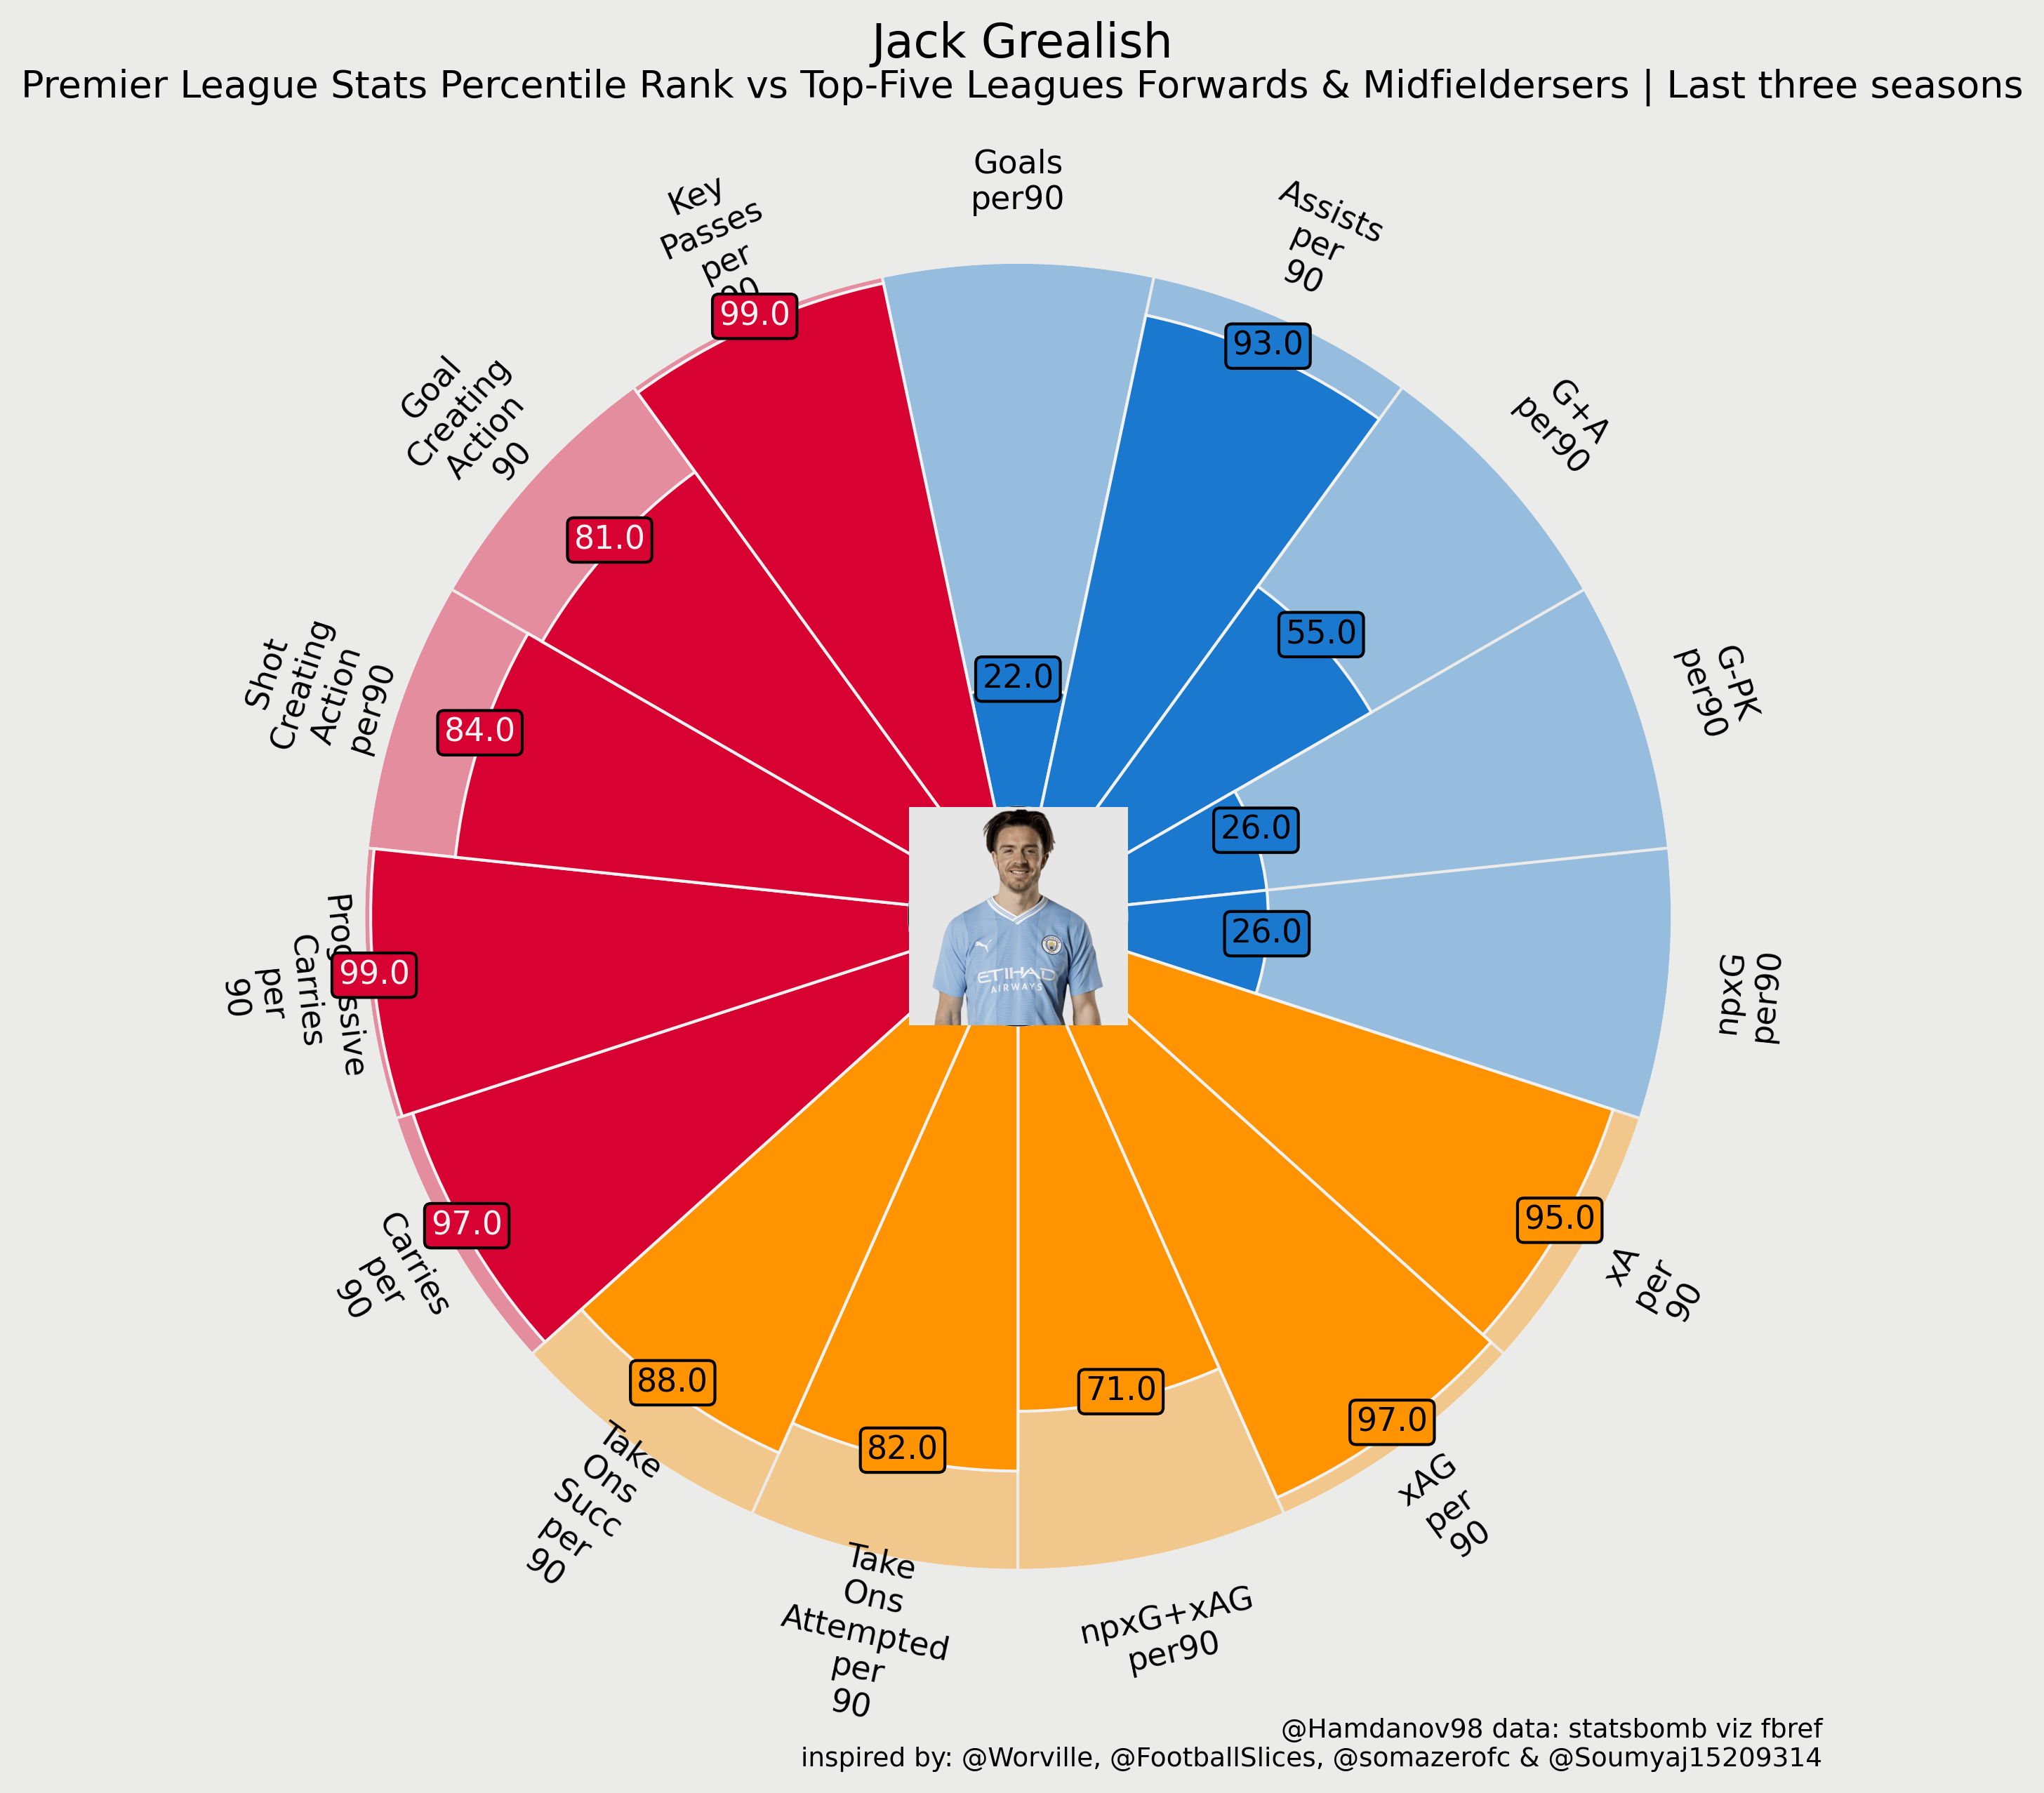 Jack Grealish
Premier League Stats Percentile Rank vs Top-Five Leagues Forwards & Midfieldersers | Last three seasons
Goals
per90
22.0
Assists
per
90
93.0
G+A
per90
55.0
G-PK
per90
26.0
npxG
per90
26.0
xA
per
90
95.0
xAG
per
90
97.0
npxG+xAG
per90
71.0
Take
Ons
Attempted
per
90
82.0
Take
Ons
Succ
per
90
88.0
Carries
per
90
97.0
Progressive
Carries
per
90
99.0
Shot
Creating
Action
per90
84.0
Goal
Creating
Action
90
81.0
Key
Passes
per
90
99.0
ETIHAD
AIRWAYS
@Hamdanov98 data: statsbomb viz fbref
inspired by: @Worville, @FootballSlices, @somazerofc & @Soumyaj15209314